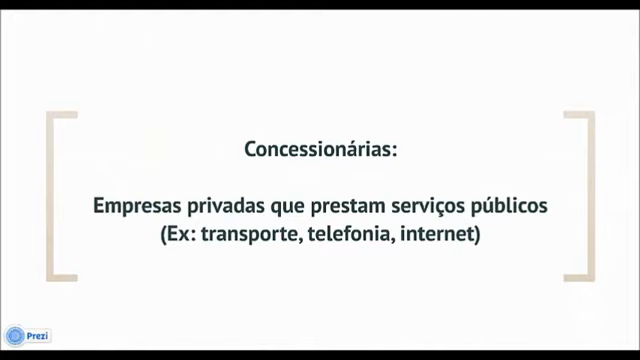 Concessionárias:
Empresas privadas que prestam serviços públicos
(Ex: transporte, telefonia, internet)
Prezi